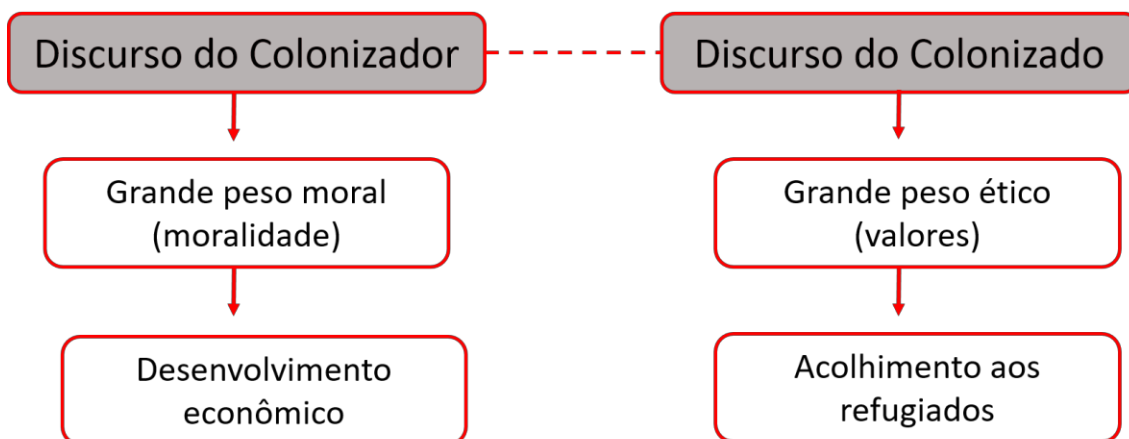 Discurso do Colonizador
Discurso do Colonizado
Grande peso moral
(moralidade)
Grande peso ético
(valores)
Desenvolvimento
econômico
Acolhimento aos
refugiados